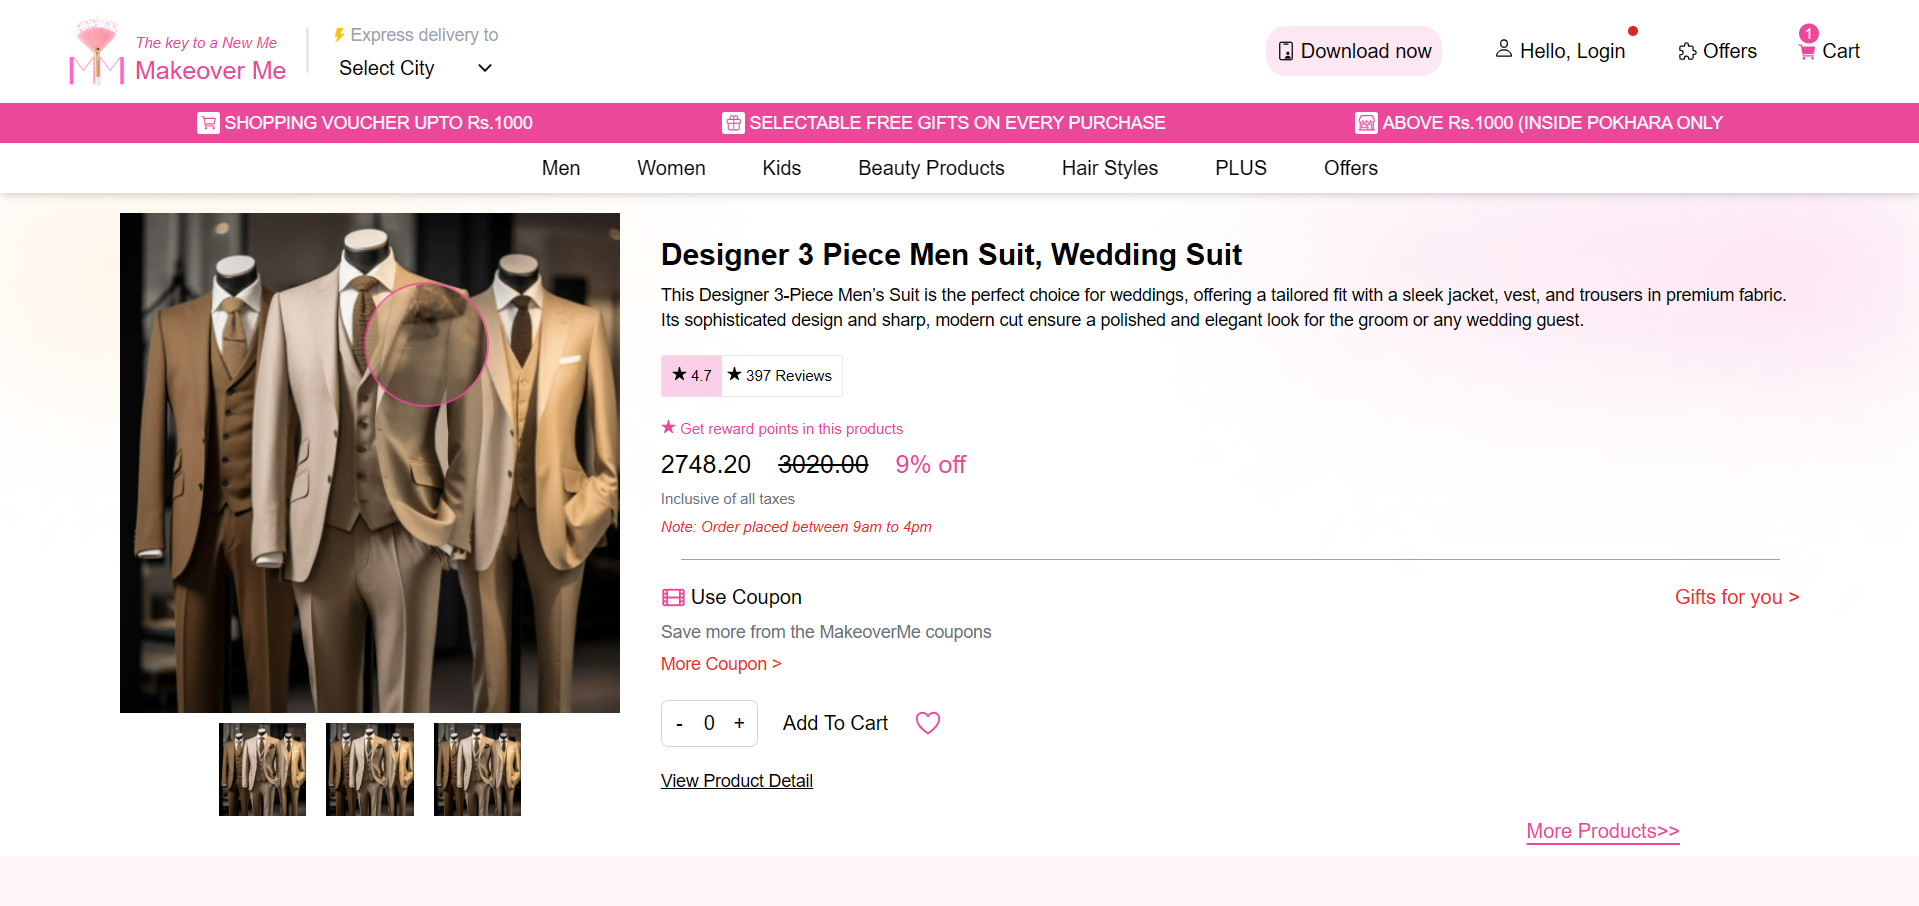 The key to a New Me
Makeover Me
Express delivery to
Select City
Download now
Hello, Login
Offers
1
Cart
SHOPPING VOUCHER UPTO Rs.1000
SELECTABLE FREE GIFTS ON EVERY PURCHASE
ABOVE Rs.1000 (INSIDE POKHARA ONLY
Men
Women
Kids
Beauty Products
Hair Styles
PLUS
Offers
Designer 3 Piece Men Suit, Wedding Suit
This Designer 3-Piece Men’s Suit is the perfect choice for weddings, offering a tailored fit with a sleek jacket, vest, and trousers in premium fabric.
Its sophisticated design and sharp, modern cut ensure a polished and elegant look for the groom or any wedding guest.
★ 4.7 ★ 397 Reviews
★ Get reward points in this products
2748.20 3020.00 9% off
Inclusive of all taxes
Note: Order placed between 9am to 4pm
Use Coupon
Gifts for you >
Save more from the MakeoverMe coupons
More Coupon >
- 0 +
Add To Cart
View Product Detail
More Products>>